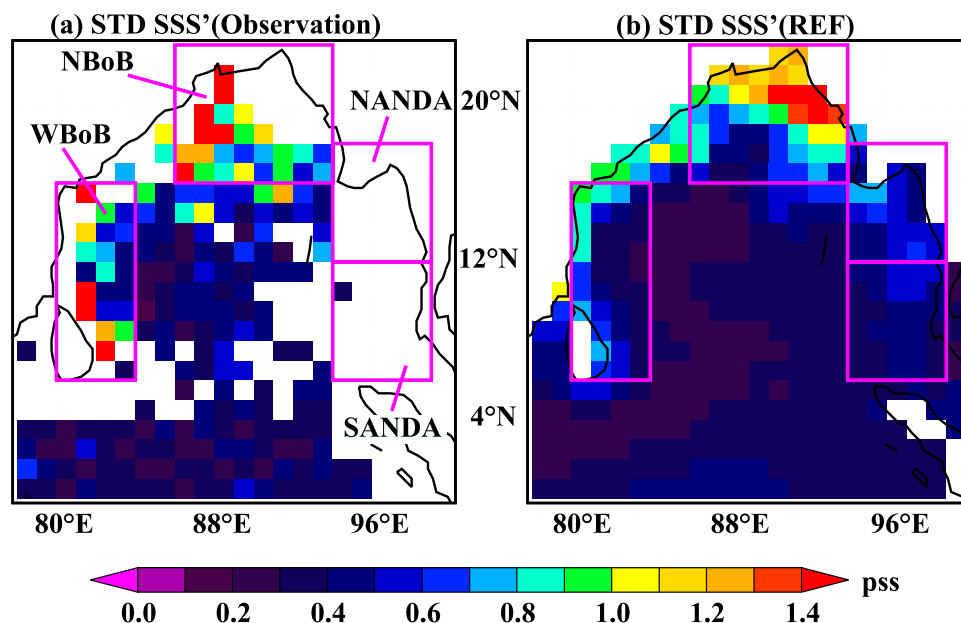 (a) STD SSS’(Observation)
(b) STD SSS’(REF)
NBoB
NANDA
WBoB
SANDA
20°N
12°N
4°N
80°E 88°E 96°E
80°E 88°E 96°E
pss
0.0 0.2 0.4 0.6 0.8 1.0 1.2 1.4